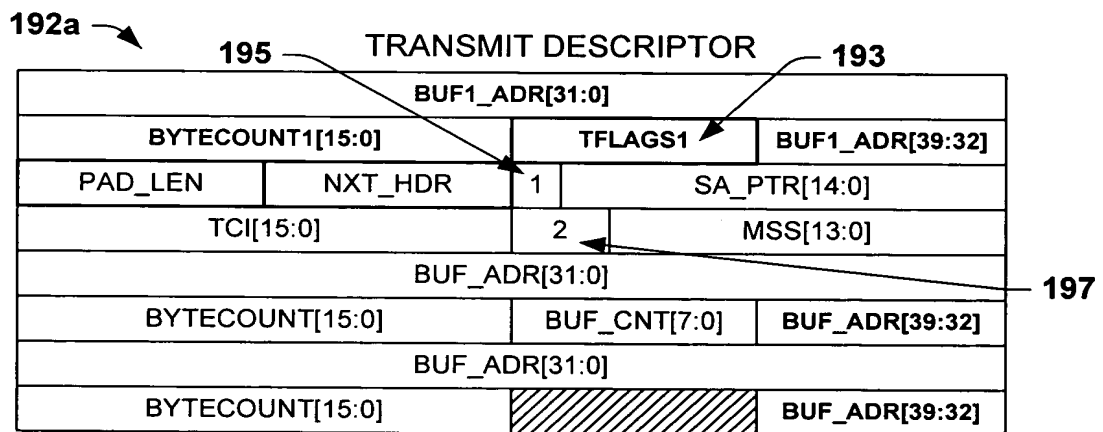 192a
195
TRANSMIT DESCRIPTOR
193
BUF1_ADR[31:0]
BYTECOUNT1[15:0] TFLAGS1 BUF1_ADR[39:32]
PAD_LEN NXT_HDR 1 SA_PTR[14:0]
TCI[15:0] 2 MSS[13:0]
BUF_ADR[31:0]
197
BYTECOUNT[15:0] BUF_CNT[7:0] BUF_ADR[39:32]
BUF_ADR[31:0]
BYTECOUNT[15:0] BUF_ADR[39:32]